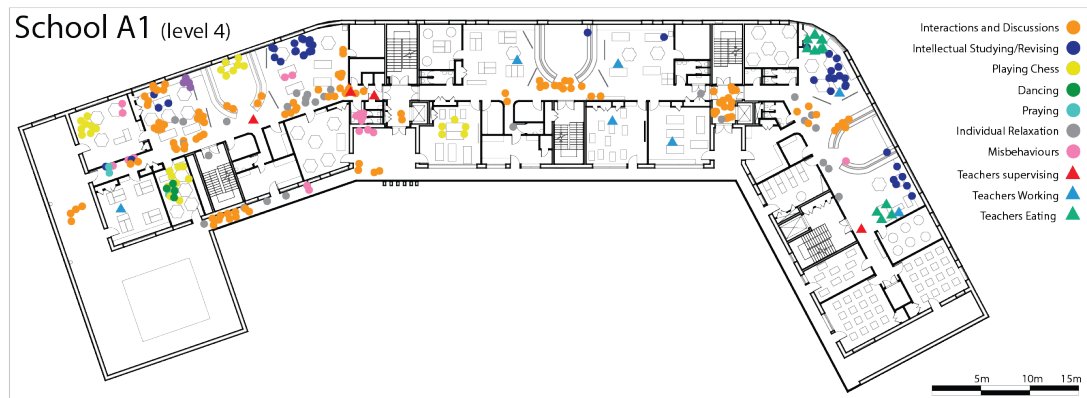 School A1 (level 4)
Interactions and Discussions
Intellectual Studying/Revising
Playing Chess
Dancing
Praying
Individual Relaxation
Misbehaviours
Teachers supervising
Teachers Working
Teachers Eating
5m 10m 15m